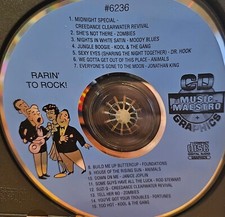 #6236
1. MIDNIGHT SPECIAL -
CREEDANCE CLEARWATER REVIVAL
2. SHE'S NOT THERE - ZOMBIES
3. NIGHTS IN WHITE SATIN - MOODY BLUES
4. JUNGLE BOOGIE - KOOL & THE GANG
5. SEXY EYES (SHARING THE NIGHT TOGETHER) - DR. HOOK
6. WE GOTTA GET OUT OF THIS PLACE - ANIMALS
7. EVERYONE'S GONE TO THE MOON - JONATHAN KING
RARIN'
TO ROCK!
CD
MUSIC
MAESTRO
GRAPHICS
8. BUILD ME UP BUTTERCUP - FOUNDATIONS
9. HOUSE OF THE RISING SUN - ANIMALS
10. DOWN ON ME - JANICE JOPLIN
11. SOME GUYS HAVE ALL THE LUCK - ROD STEWART
12. SUZI Q. - CREEDANCE CLEARWATER REVIVAL
13. TELL HER NO - ZOMBIES
14. YOU'VE GOT YOUR TROUBLES - FORTUNES
15. TOO HOT - KOOL & THE GANG